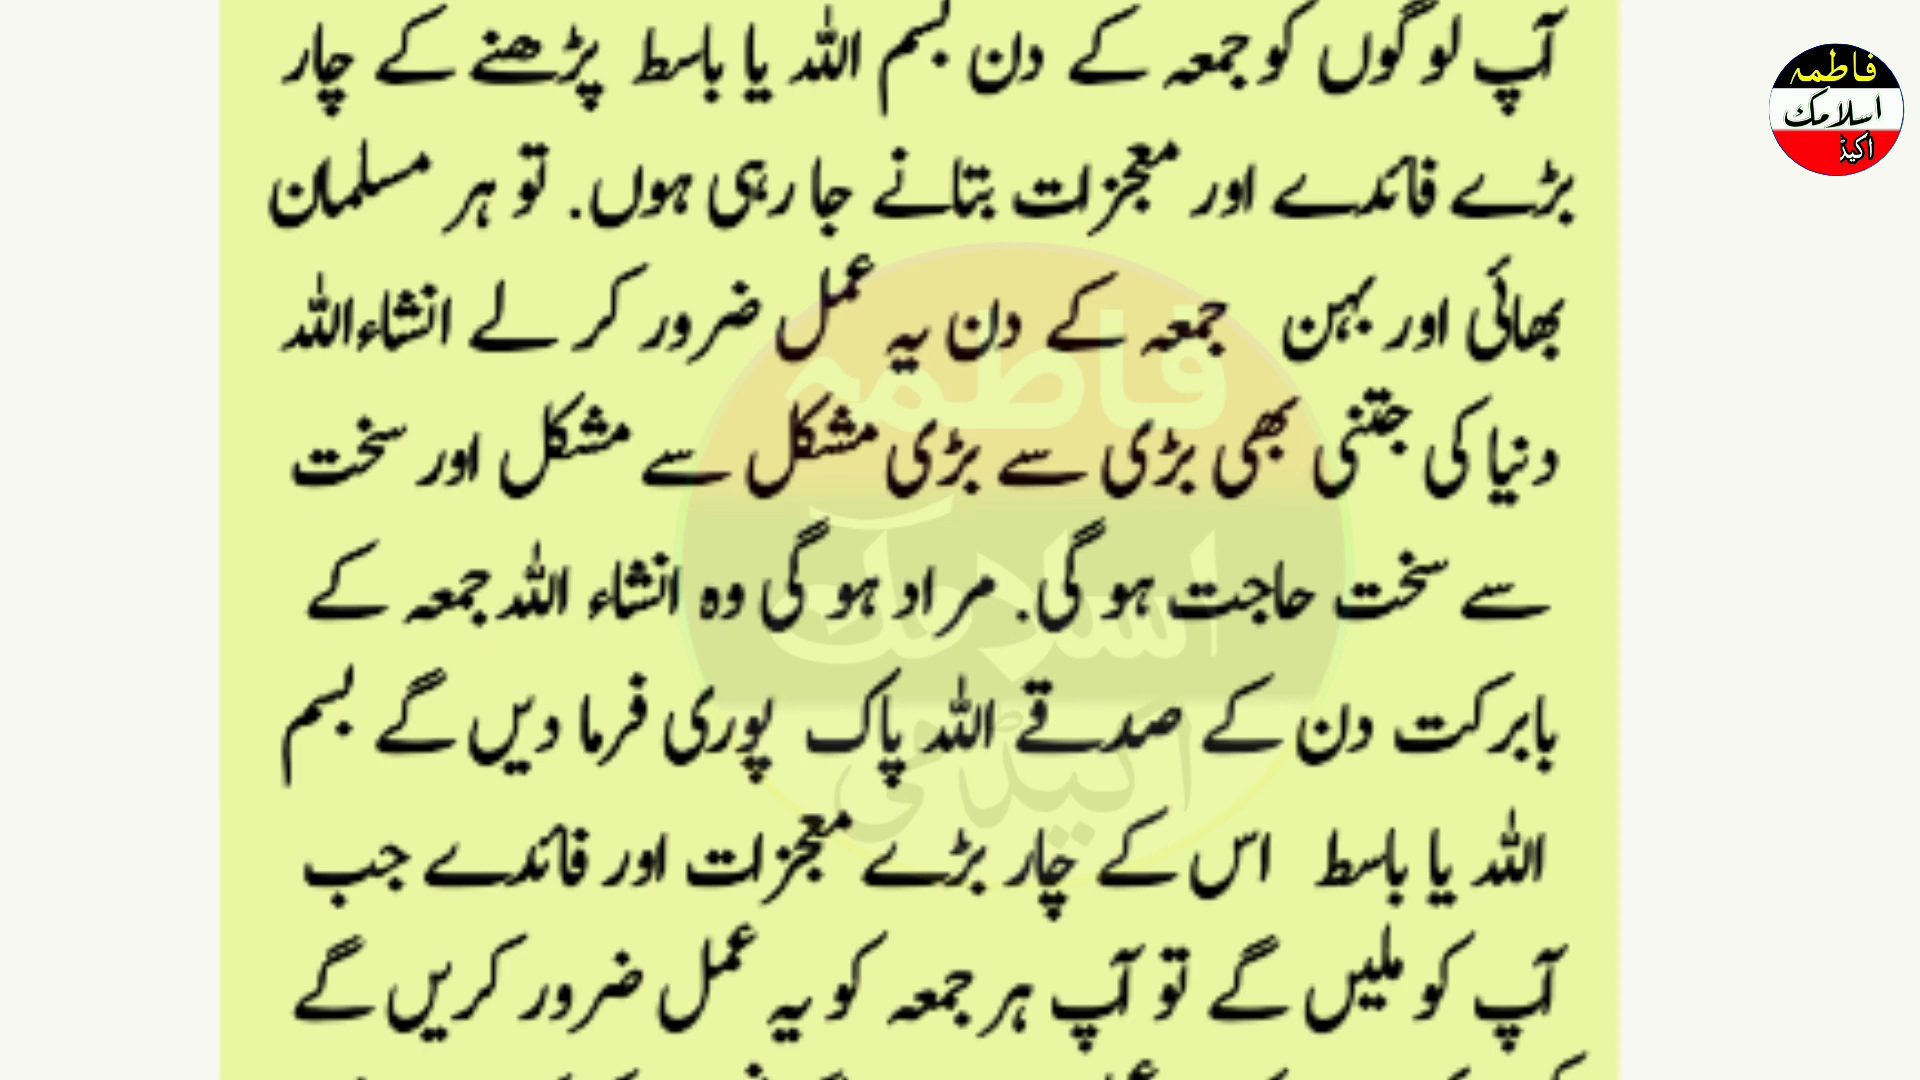 آپ لوگوں کو جمعہ کے دن بسم اللہ یا باسط پڑھنے کے چار
بڑے فائدے اور معجزات بتانے جا رہی ہوں. تو ہر مسلمان
بھائی اور بہن جمعہ کے دن یہ عمل ضرور کر لے انشاءاللہ
دنیا کی جتنی بھی بڑی سے بڑی مشکل سے مشکل اور سخت
سے سخت حاجت ہو گی. مراد ہو گی وہ انشاء اللہ جمعہ کے
بابرکت دن کے صدقے اللہ پاک پوری فرما دیں گے بسم
اللہ یا باسط اس کے چار بڑے معجزات اور فائدے جب
آپ کو ملیں گے تو آپ ہر جمعہ کو یہ عمل ضرور کریں گے
فاطمہ
اسلامک
اکیڈ
فاطمہ
اسلامک
اکیڈمی